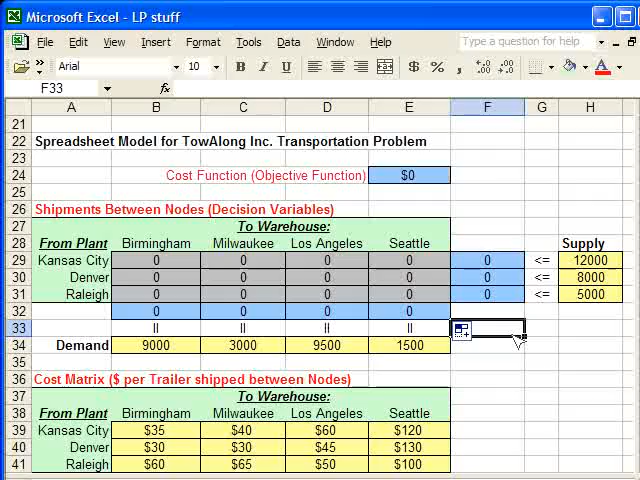 Microsoft Excel - LP stuff
File Edit View Insert Format Tools Data Window Help Type a question for help
Arial 10 B I U $ % , .00 .0 A
F33 fx
A B C D E F G H
21
22 Spreadsheet Model for TowAlong Inc. Transportation Problem
23
24 Cost Function (Objective Function) $0
25
26 Shipments Between Nodes (Decision Variables)
27 To Warehouse:
28 From Plant Birmingham Milwaukee Los Angeles Seattle Supply
29 Kansas City 0 0 0 0 0 <= 12000
30 Denver 0 0 0 0 0 <= 8000
31 Raleigh 0 0 0 0 0 <= 5000
32 0 0 0 0
33 = = = =
34 Demand 9000 3000 9500 1500
35
36 Cost Matrix ($ per Trailer shipped between Nodes)
37 To Warehouse:
38 From Plant Birmingham Milwaukee Los Angeles Seattle
39 Kansas City $35 $40 $60 $120
40 Denver $30 $30 $45 $130
41 Raleigh $60 $65 $50 $100